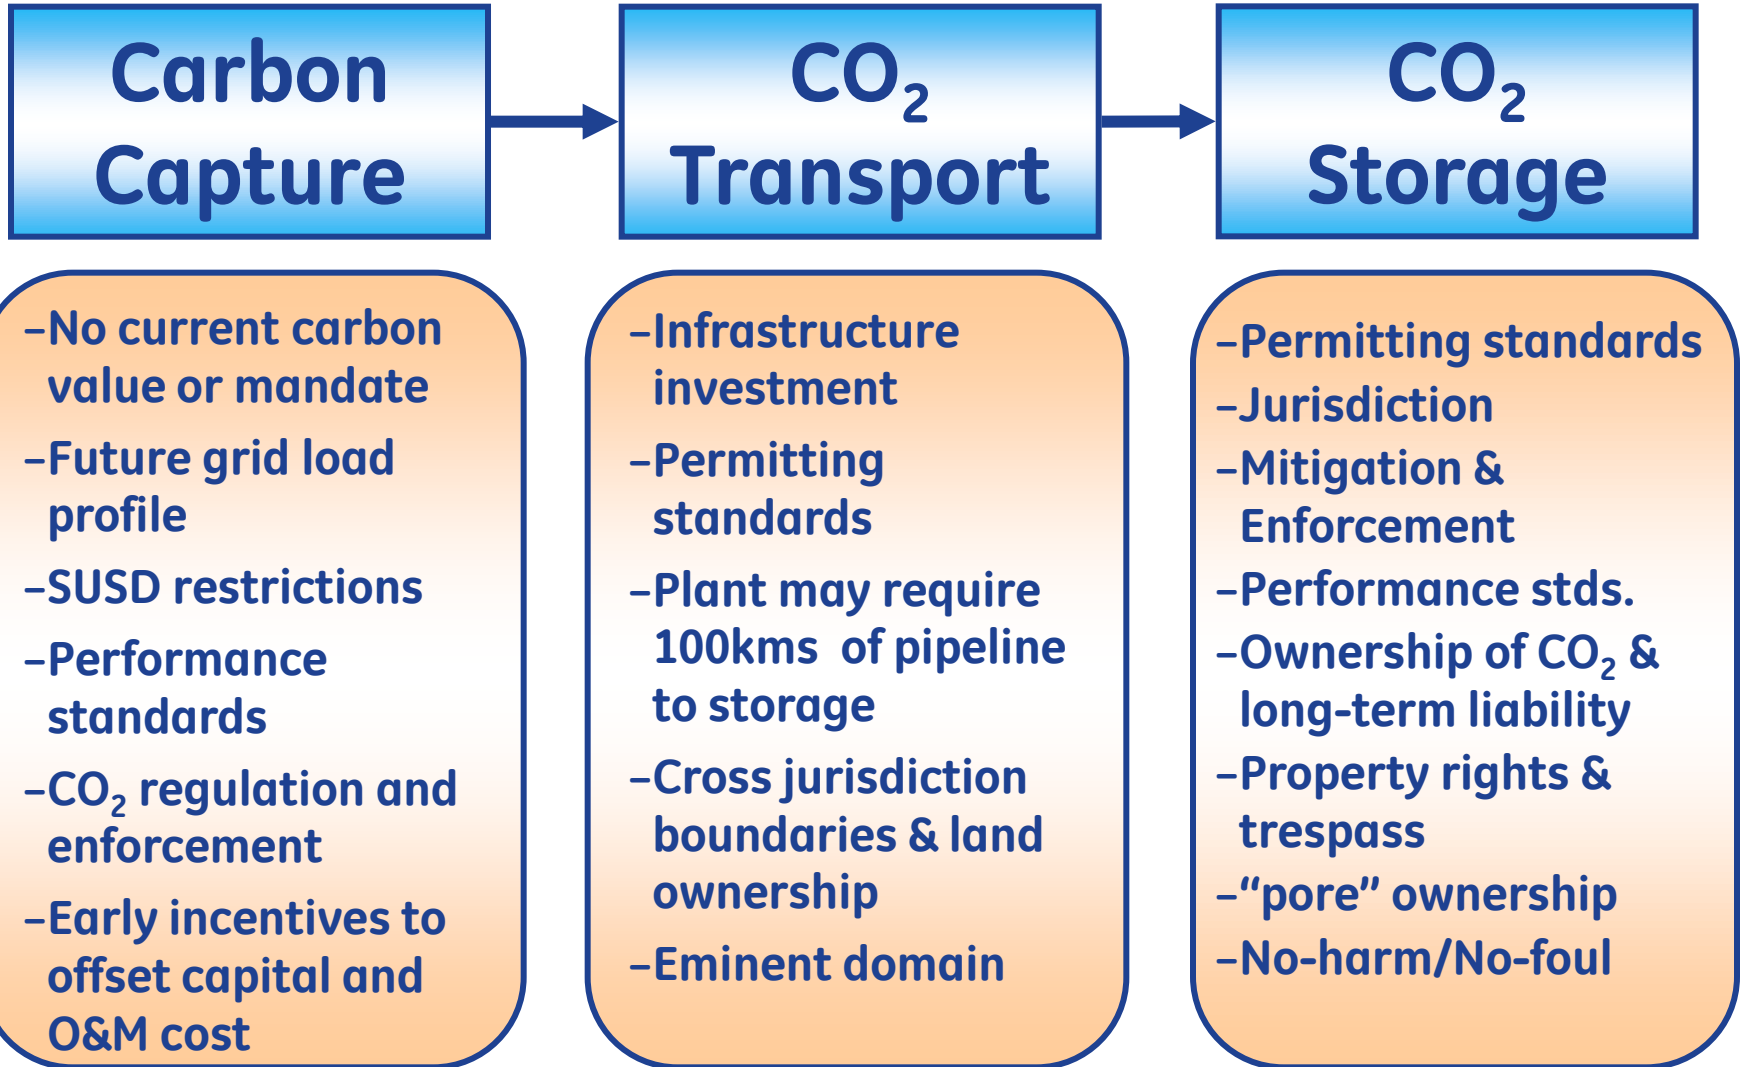 Carbon
Capture
CO₂
Transport
CO₂
Storage
–No current carbon
value or mandate
–Future grid load
profile
–SUSD restrictions
–Performance
standards
–CO₂ regulation and
enforcement
–Early incentives to
offset capital and
O&M cost
–Infrastructure
investment
–Permitting
standards
–Plant may require
100kms  of pipeline
to storage
–Cross jurisdiction
boundaries & land
ownership
–Eminent domain
–Permitting standards
–Jurisdiction
–Mitigation &
Enforcement
–Performance stds.
–Ownership of CO₂ &
long-term liability
–Property rights &
trespass
–“pore” ownership
–No-harm/No-foul